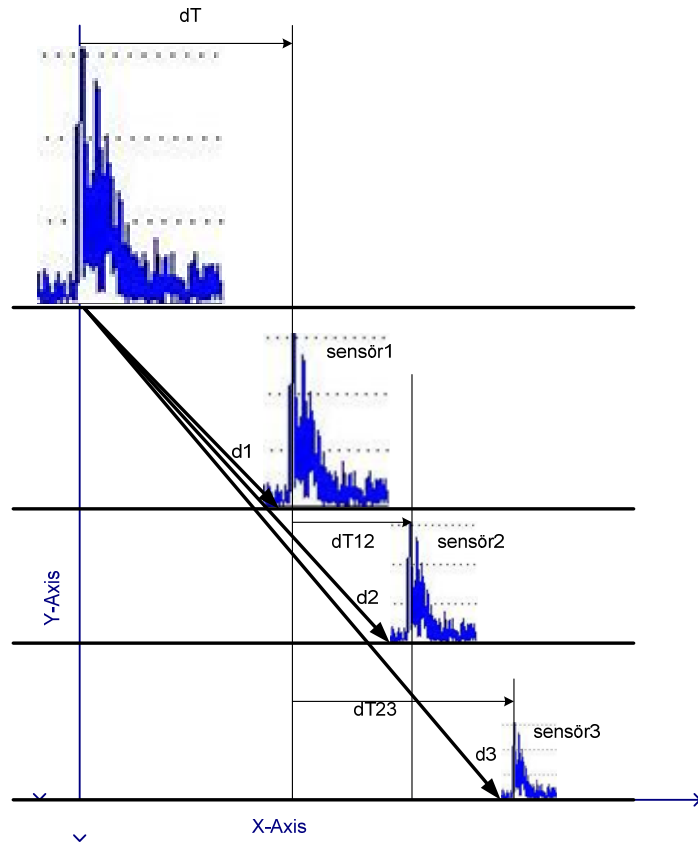 dT
sensör1
d1
dT12
sensör2
d2
Y-Axis
dT23
sensör3
d3
X-Axis